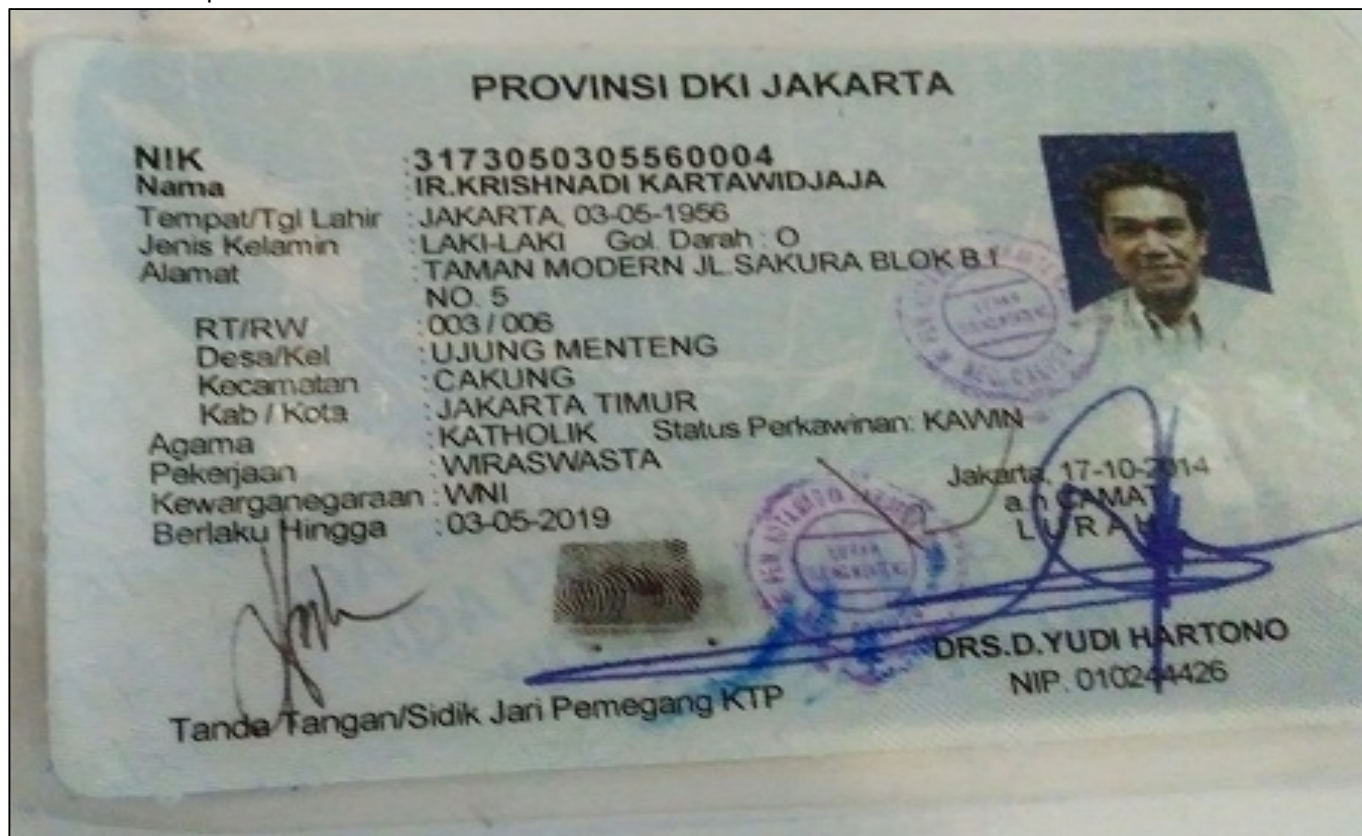 PROVINSI DKI JAKARTA
NIK : 3173050305560004
Nama : IR.KRISHNADI KARTAWIDJAJA
Tempat/Tgl Lahir : JAKARTA, 03-05-1956
Jenis Kelamin : LAKI-LAKI Gol. Darah : O
Alamat : TAMAN MODERN JL.SAKURA BLOK B.1
NO. 5
RT/RW : 003 / 006
Desa/Kel : UJUNG MENTENG
Kecamatan : CAKUNG
Kab / Kota : JAKARTA TIMUR
Agama : KATHOLIK Status Perkawinan: KAWIN
Pekerjaan : WIRASWASTA
Kewarganegaraan : WNI
Berlaku Hingga : 03-05-2019
Jakarta, 17-10-2014
a.n CAMAT
LURAH
DRS.D.YUDI HARTONO
NIP. 010244426
Tanda Tangan/Sidik Jari Pemegang KTP